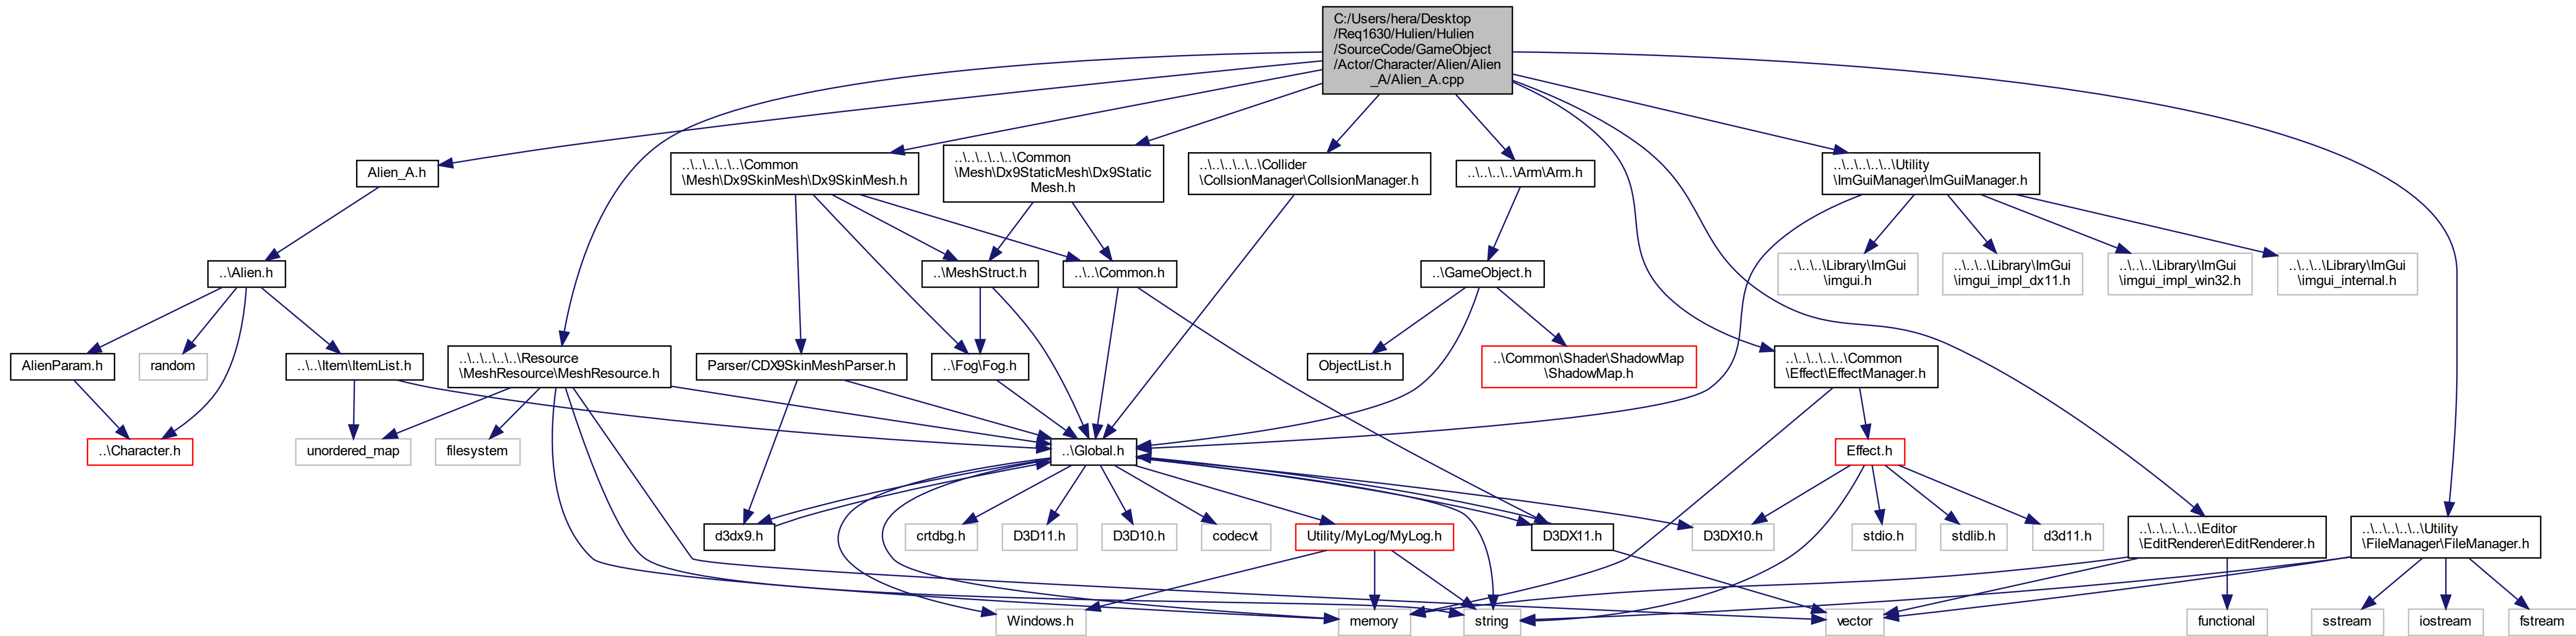 C:/Users/hera/Desktop
/Req1630/Hulien/Hulien
/SourceCode/GameObject
/Actor/Character/Alien/Alien
_A/Alien_A.cpp
Alien_A.h
..\..\..\..\..\Common
\Mesh\Dx9SkinMesh\Dx9SkinMesh.h
..\..\..\..\..\Common
\Mesh\Dx9StaticMesh\Dx9Static
Mesh.h
..\..\..\..\..\Collider
\CollsionManager\CollsionManager.h
..\..\..\..\Arm\Arm.h
..\..\..\..\..\Utility
\ImGuiManager\ImGuiManager.h
..\Alien.h
..\MeshStruct.h
..\..\Common.h
..\GameObject.h
..\..\..\Library\ImGui
\imgui.h
..\..\..\Library\ImGui
\imgui_impl_dx11.h
..\..\..\Library\ImGui
\imgui_impl_win32.h
..\..\..\Library\ImGui
\imgui_internal.h
AlienParam.h
random
..\..\Item\ItemList.h
..\..\..\..\..\Resource
\MeshResource\MeshResource.h
Parser/CDX9SkinMeshParser.h
..\Fog\Fog.h
ObjectList.h
..\Common\Shader\ShadowMap
\ShadowMap.h
..\..\..\..\..\Common
\Effect\EffectManager.h
..\Character.h
unordered_map
filesystem
..\Global.h
Effect.h
d3dx9.h
crtdbg.h
D3D11.h
D3D10.h
codecvt
Utility/MyLog/MyLog.h
D3DX11.h
D3DX10.h
stdio.h
stdlib.h
d3d11.h
..\..\..\..\..\Editor
\EditRenderer\EditRenderer.h
..\..\..\..\..\Utility
\FileManager\FileManager.h
Windows.h
memory
string
vector
functional
sstream
iostream
fstream